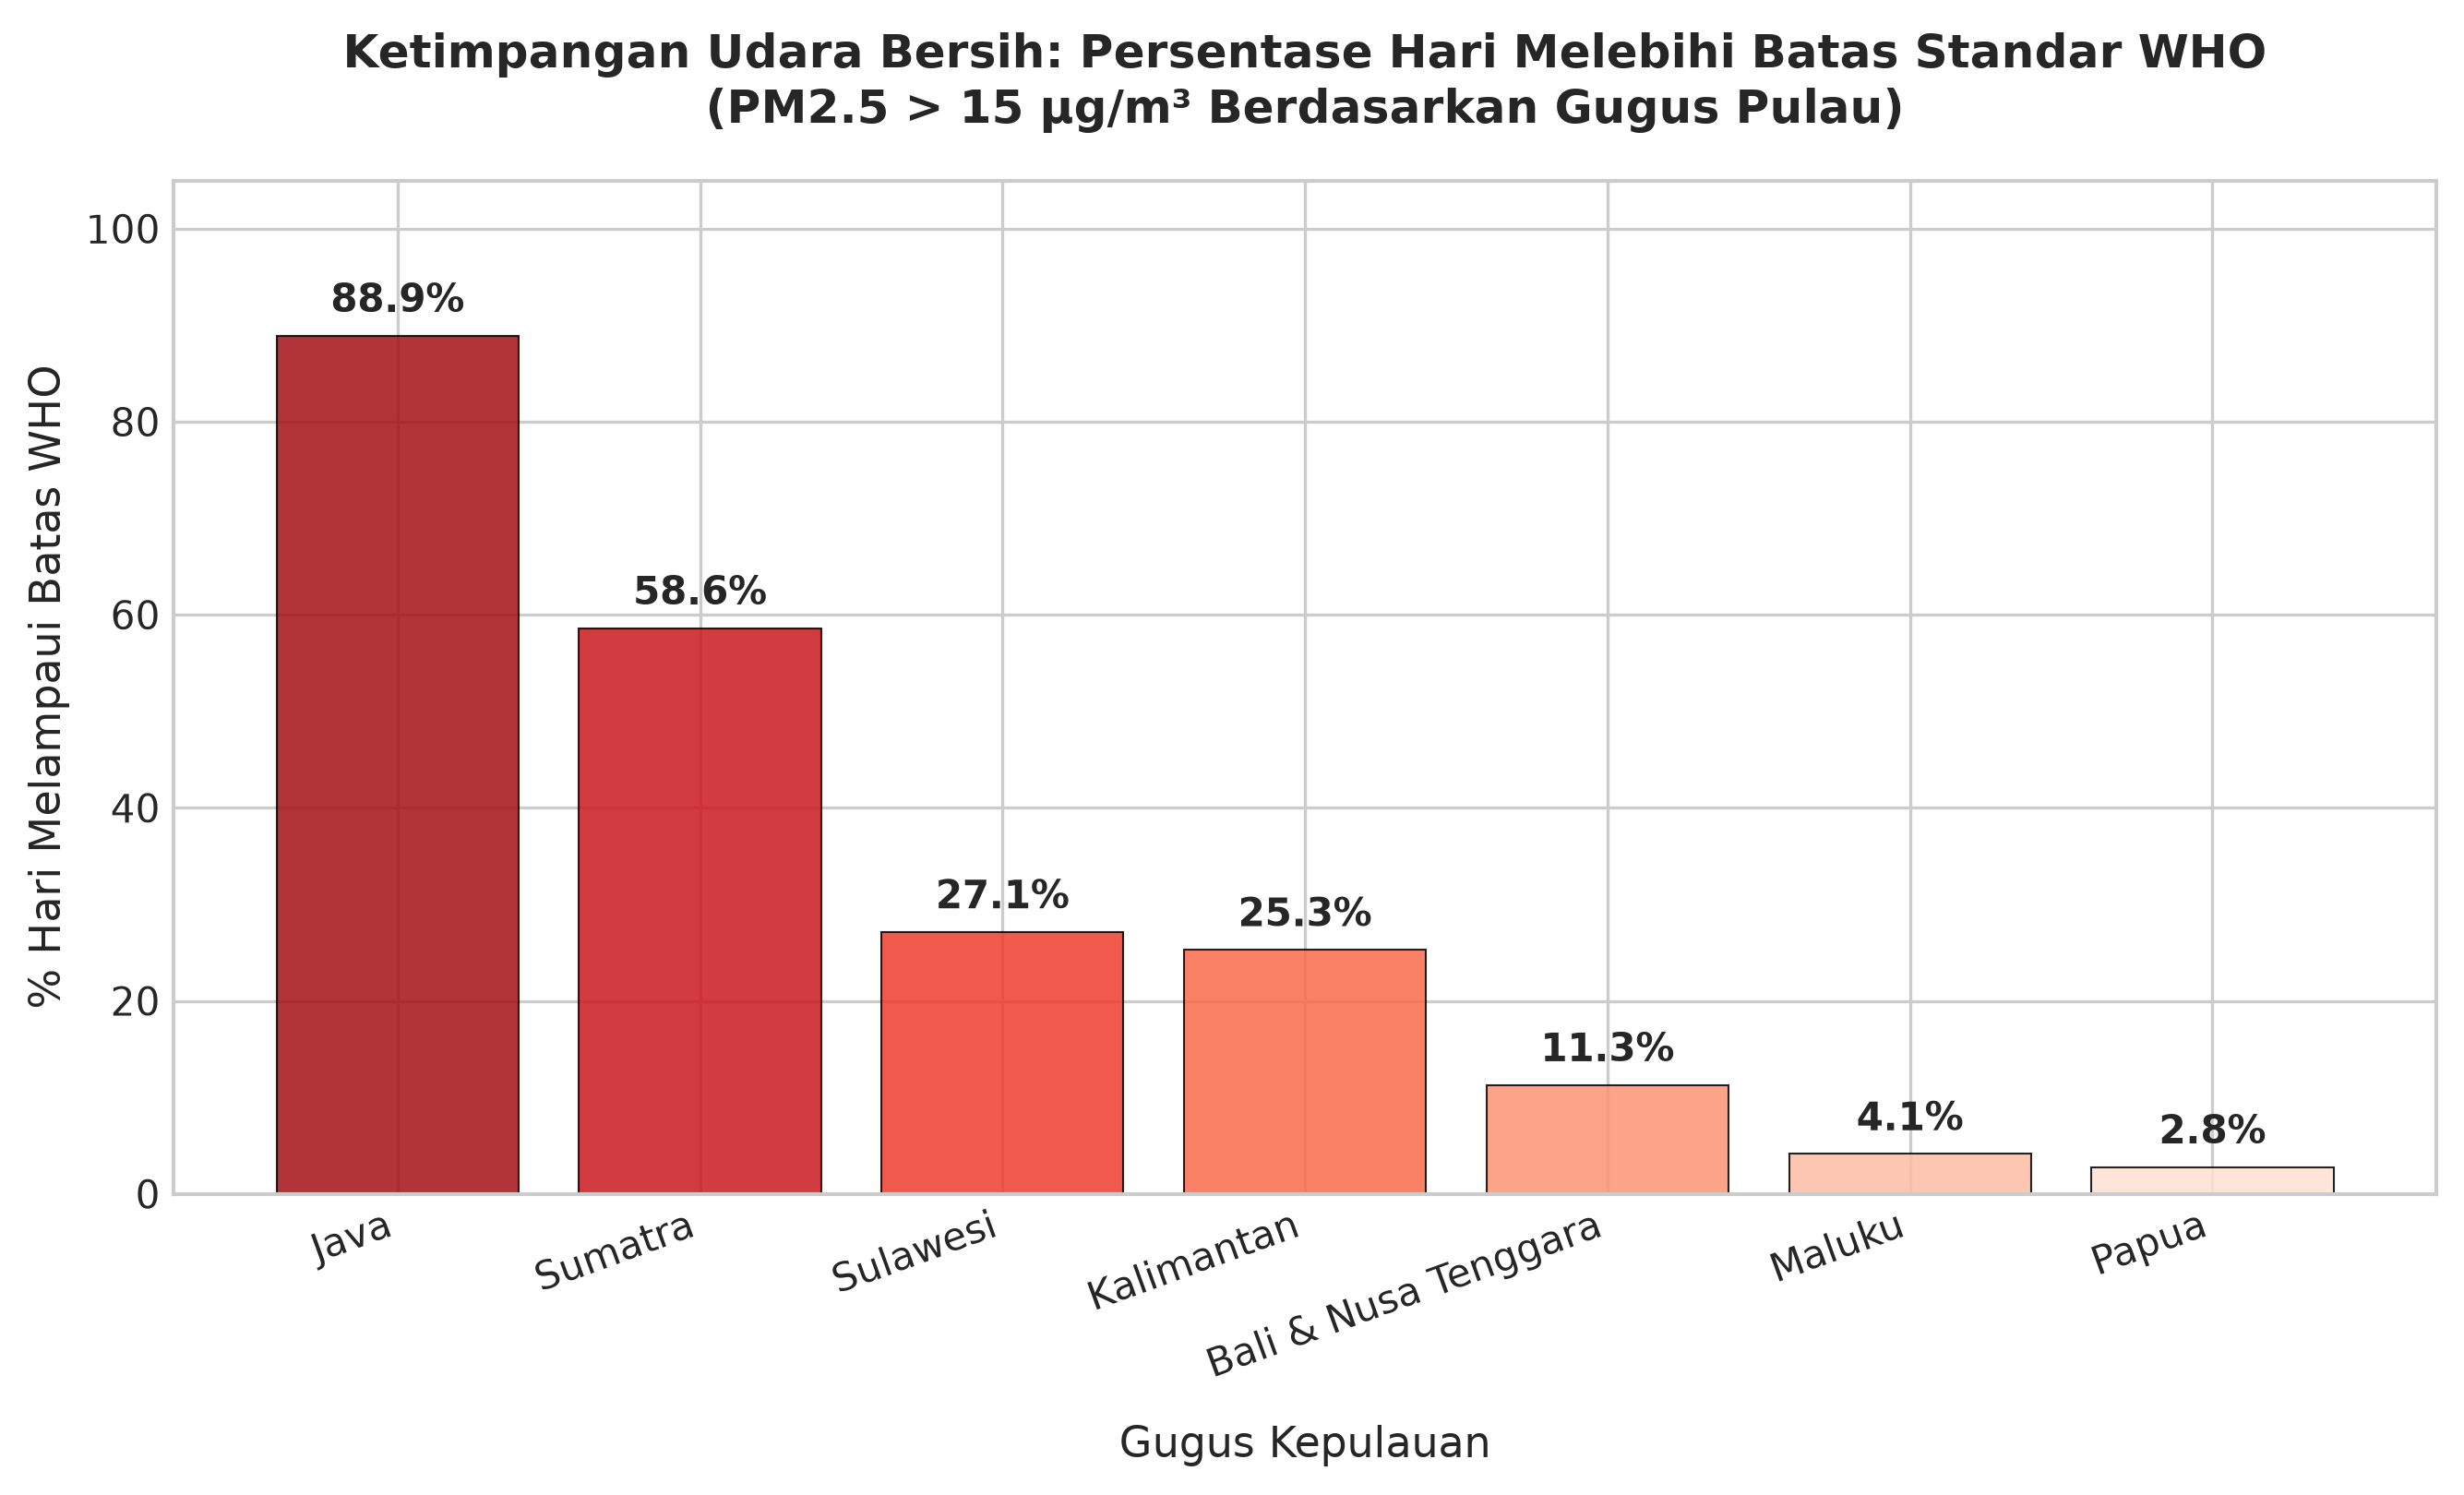 Ketimpangan Udara Bersih: Persentase Hari Melebihi Batas Standar WHO
(PM2.5 > 15 µg/m³ Berdasarkan Gugus Pulau)
% Hari Melampaui Batas WHO
100
80
60
40
20
0
88.9%
58.6%
27.1%
25.3%
11.3%
4.1%
2.8%
Java
Sumatra
Sulawesi
Kalimantan
Bali & Nusa Tenggara
Maluku
Papua
Gugus Kepulauan